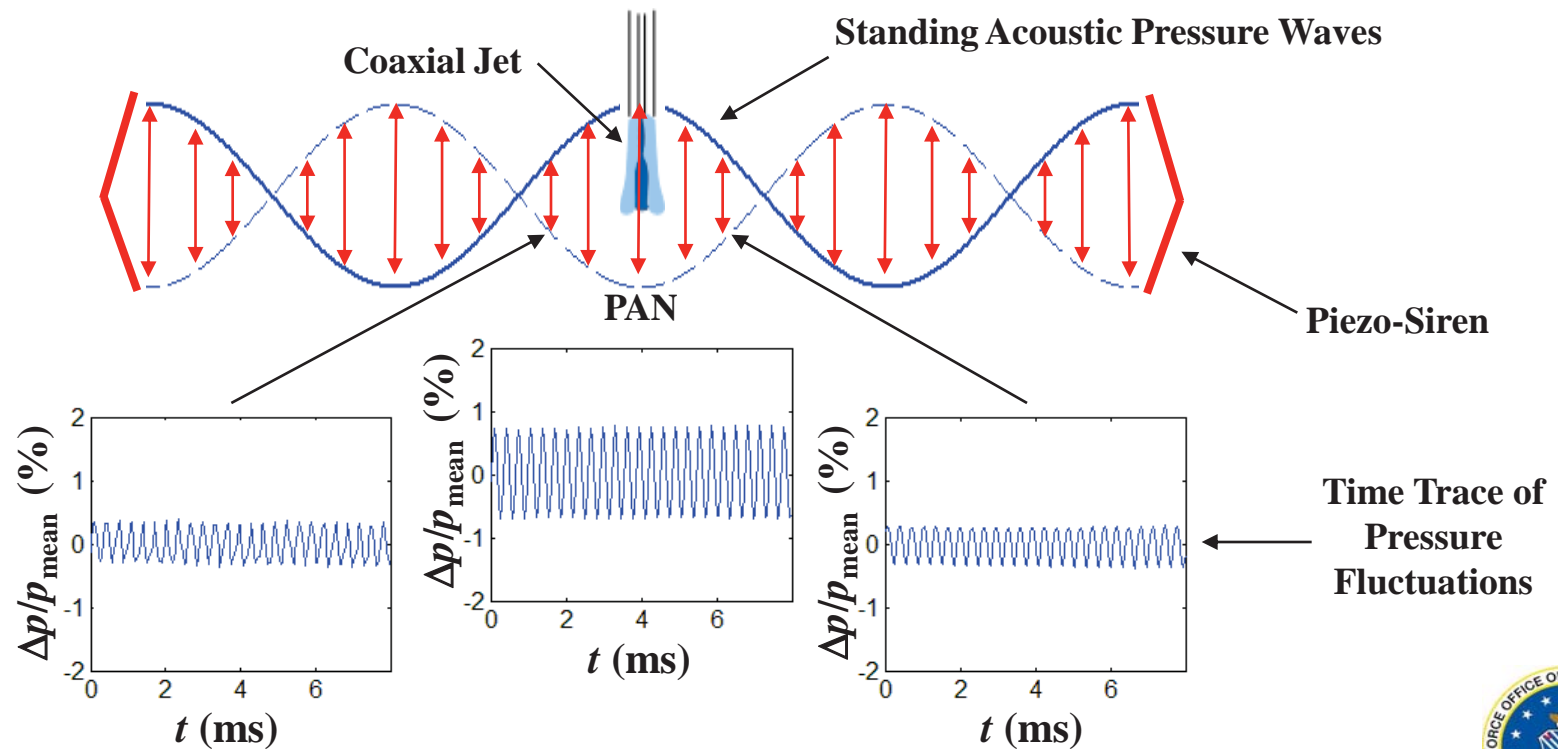 Standing Acoustic Pressure Waves
Coaxial Jet
PAN
Piezo-Siren
2
1
0
-1
-2
0 2 4 6
Δp/pmean (%)
t (ms)
2
1
0
-1
-2
0 2 4 6
Δp/pmean (%)
t (ms)
2
1
0
-1
-2
0 2 4 6
Δp/pmean (%)
t (ms)
Time Trace of
Pressure
Fluctuations
ORCE OFFICE O